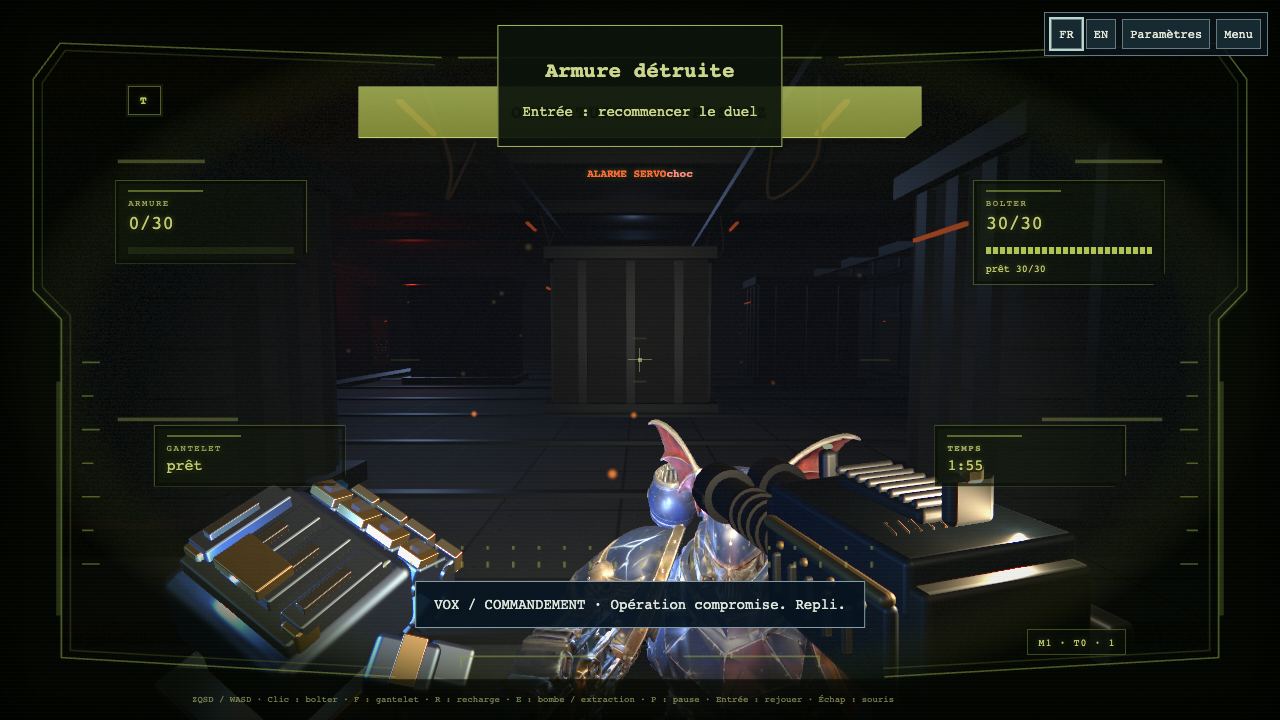 FR EN Paramètres Menu
Armure détruite
Entrée : recommencer le duel
T
ALARME SERVOchoc
ARMURE
0/30
BOLTER
30/30
prêt 30/30
GANTELET
prêt
TEMPS
1:55
VOX / COMMANDEMENT · Opération compromise. Repli.
M1 · T0 · 1
ZQSD / WASD · Clic : bolter · F : gantelet · R : recharge · E : bombe / extraction · P : pause · Entrée : rejouer · Échap : souris